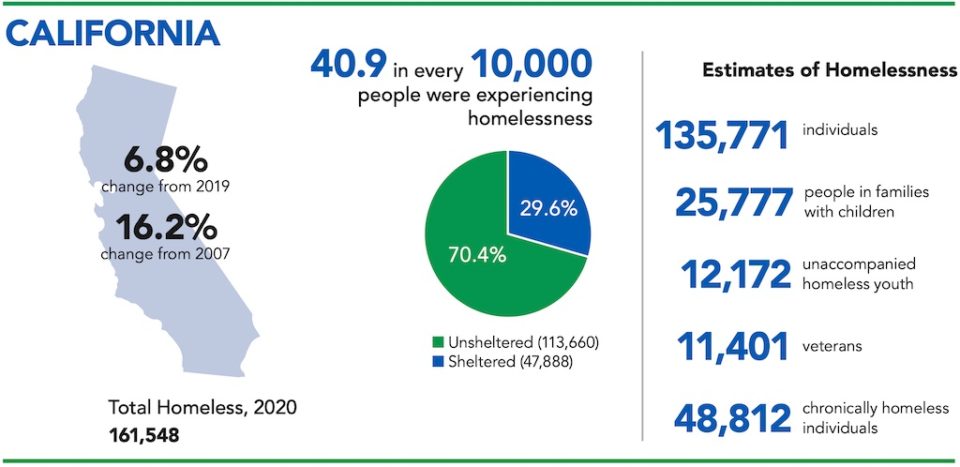 CALIFORNIA
6.8%
change from 2019
16.2%
change from 2007
Total Homeless, 2020
161,548
40.9 in every 10,000
people were experiencing
homelessness
29.6%
70.4%
Unsheltered (113,660)
Sheltered (47,888)
Estimates of Homelessness
135,771 individuals
25,777 people in families
with children
12,172 unaccompanied
homeless youth
11,401 veterans
48,812 chronically homeless
individuals